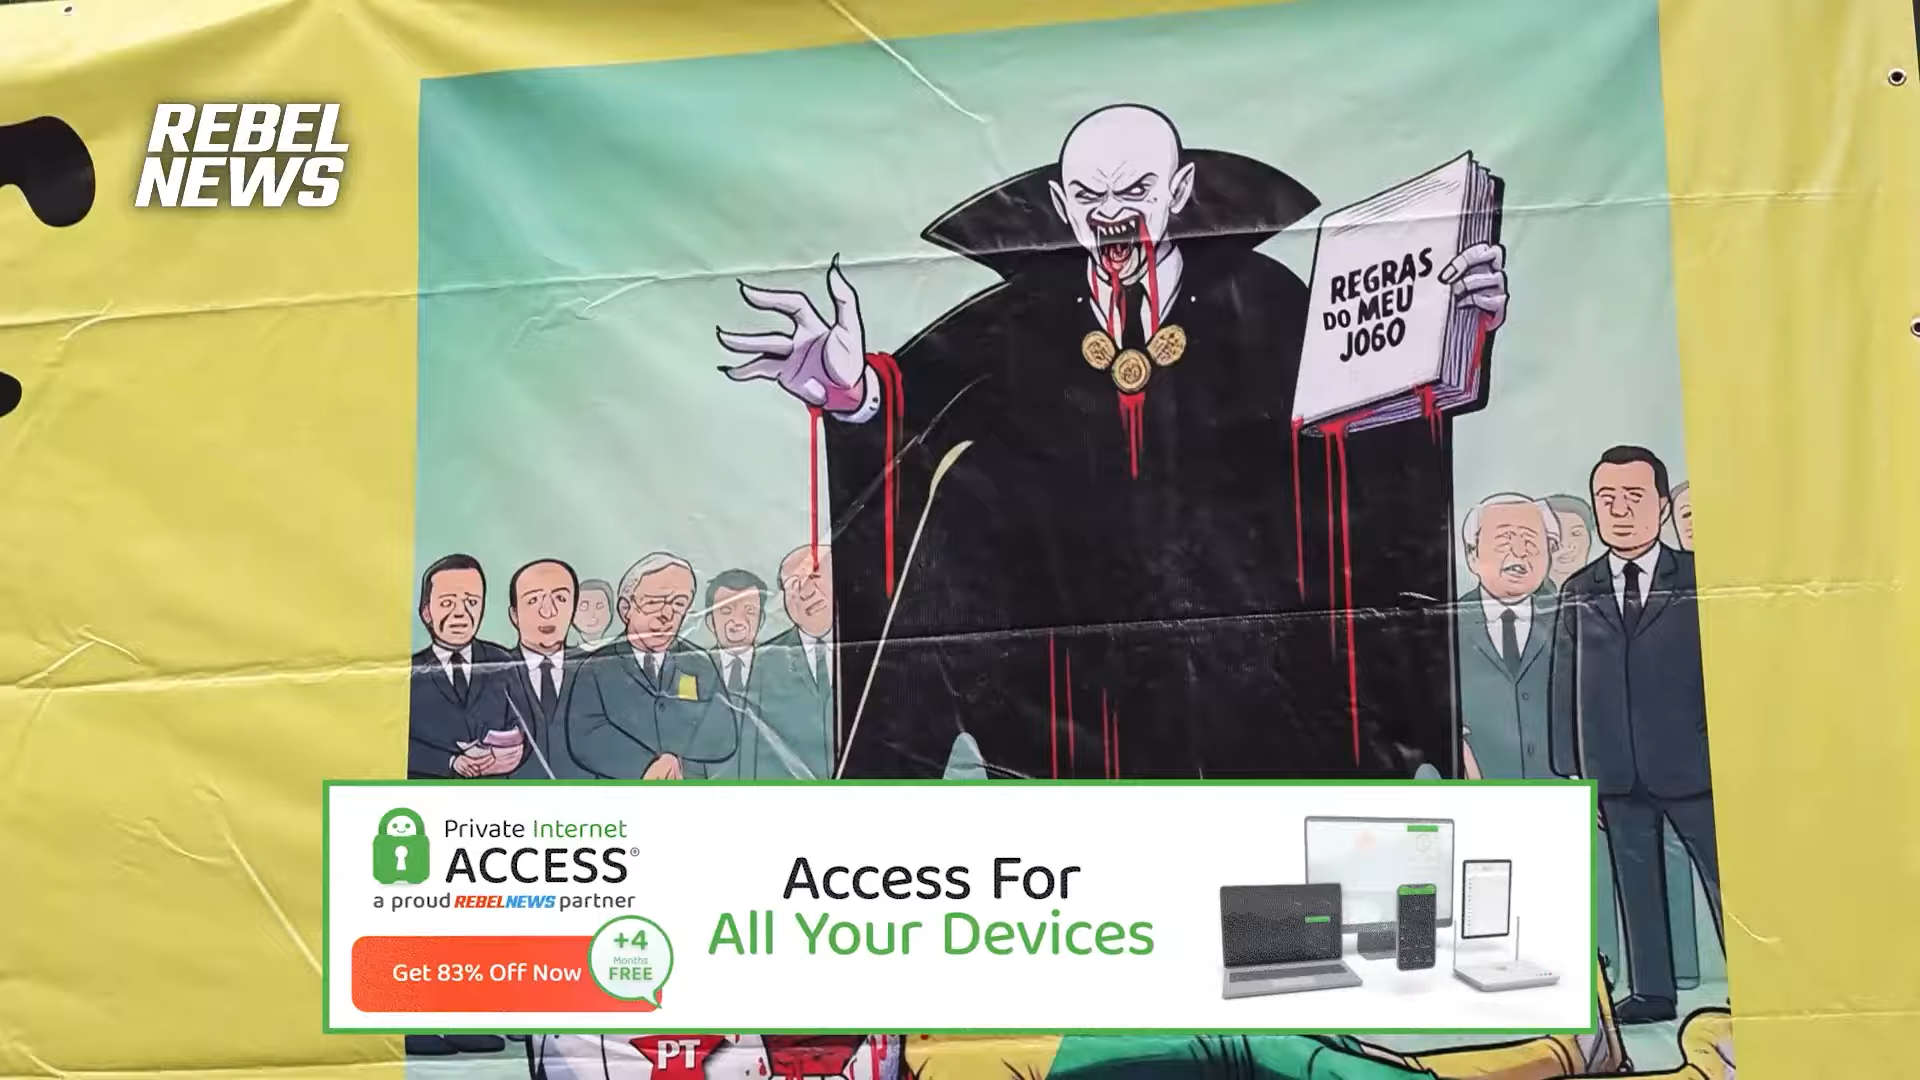 REBEL
NEWS
REGRAS
DO MEU
JOGO
Private Internet
ACCESS®
a proud REBELNEWS partner
Get 83% Off Now
+4
Months
FREE
Access For
All Your Devices
PT